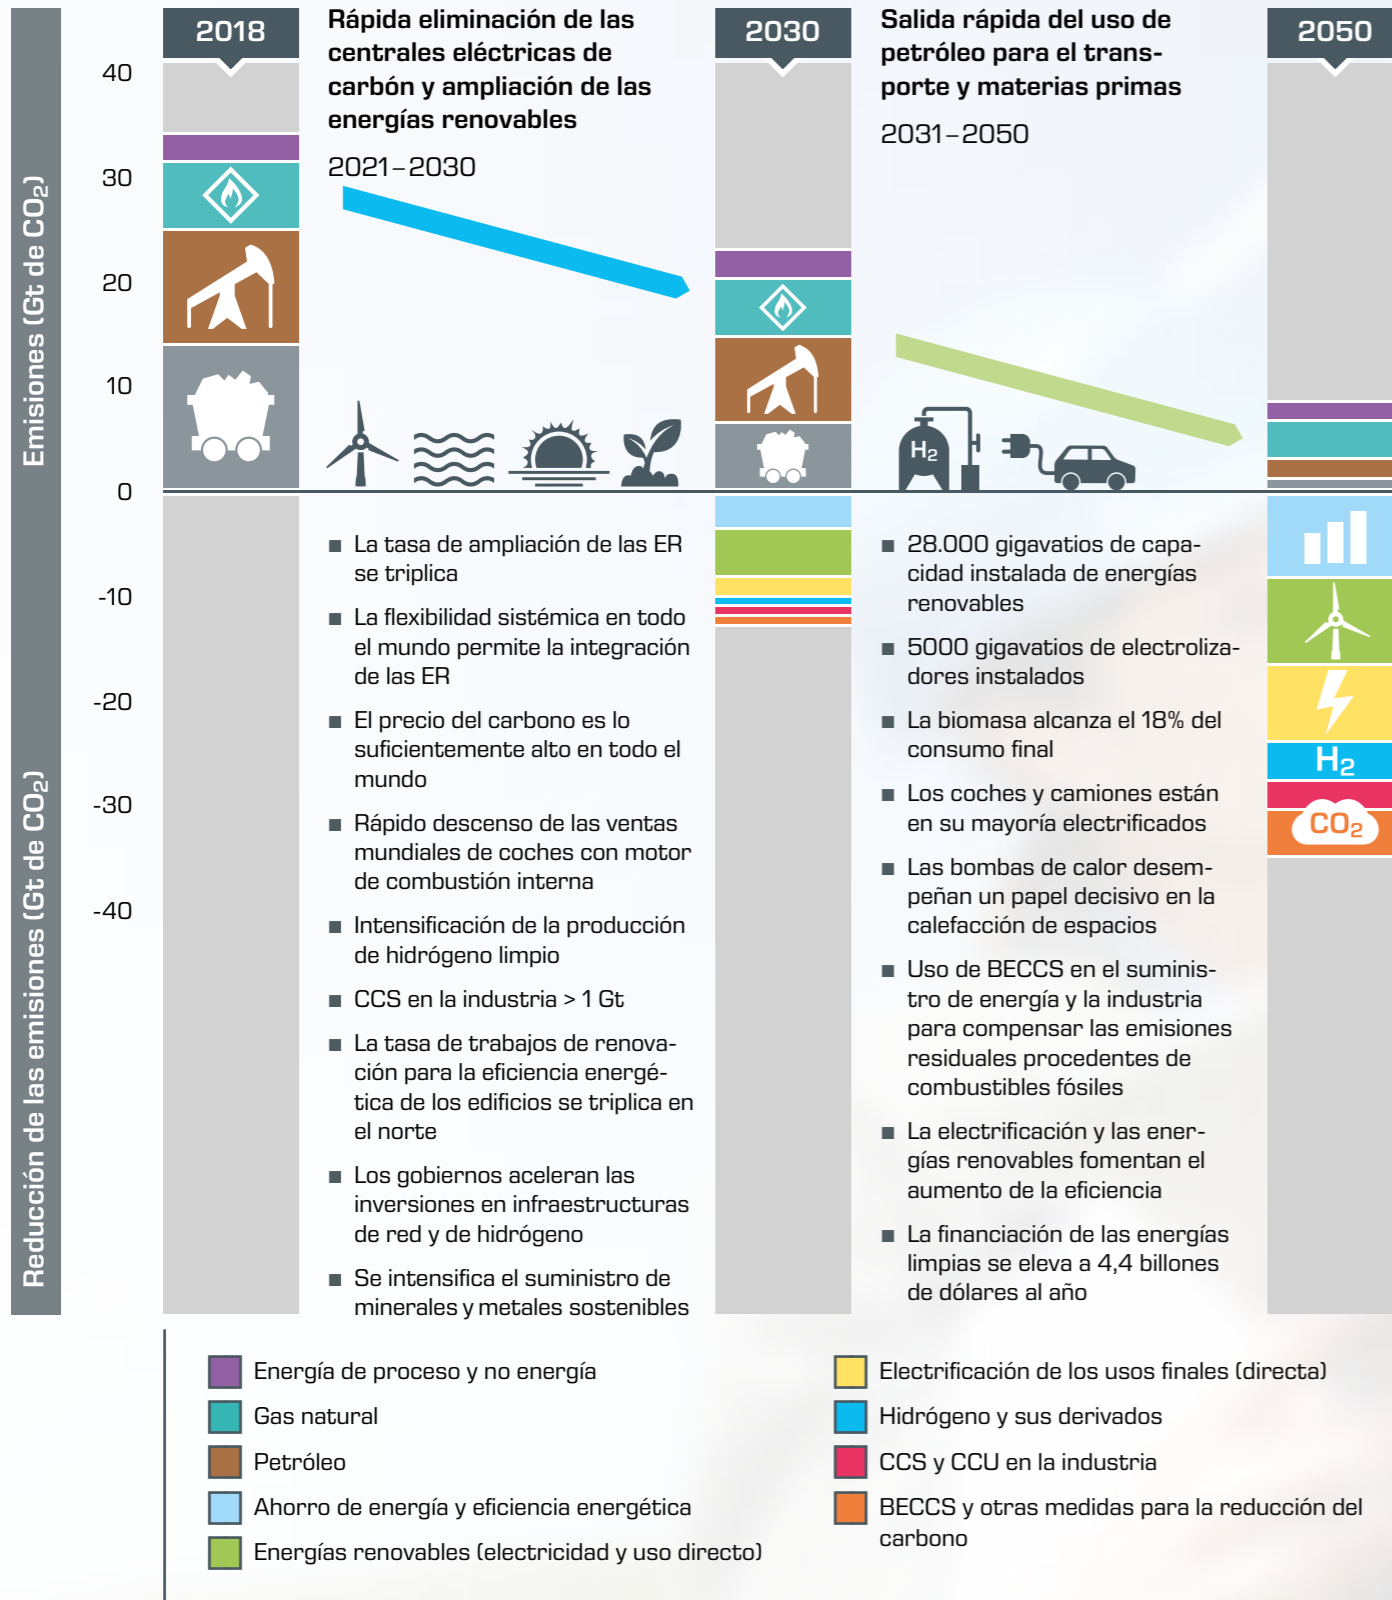 2018
Rápida eliminación de las
centrales eléctricas de
carbón y ampliación de las
energías renovables
2021–2030
2030
Salida rápida del uso de
petróleo para el trans-
porte y materias primas
2031–2050
2050
Emisiones (Gt de CO₂)
40
30
20
10
0
H₂
Reducción de las emisiones (Gt de CO₂)
-10
-20
-30
-40
■ La tasa de ampliación de las ER
se triplica
■ La flexibilidad sistémica en todo
el mundo permite la integración
de las ER
■ El precio del carbono es lo
suficientemente alto en todo el
mundo
■ Rápido descenso de las ventas
mundiales de coches con motor
de combustión interna
■ Intensificación de la producción
de hidrógeno limpio
■ CCS en la industria > 1 Gt
■ La tasa de trabajos de renova-
ción para la eficiencia energé-
tica de los edificios se triplica en
el norte
■ Los gobiernos aceleran las
inversiones en infraestructuras
de red y de hidrógeno
■ Se intensifica el suministro de
minerales y metales sostenibles
■ 28.000 gigavatios de capa-
cidad instalada de energías
renovables
■ 5000 gigavatios de electroliza-
dores instalados
■ La biomasa alcanza el 18% del
consumo final
■ Los coches y camiones están
en su mayoría electrificados
■ Las bombas de calor desem-
peñan un papel decisivo en la
calefacción de espacios
■ Uso de BECCS en el suminis-
tro de energía y la industria
para compensar las emisiones
residuales procedentes de
combustibles fósiles
■ La electrificación y las ener-
gías renovables fomentan el
aumento de la eficiencia
■ La financiación de las energías
limpias se eleva a 4,4 billones
de dólares al año
H₂
CO₂
Energía de proceso y no energía
Gas natural
Petróleo
Ahorro de energía y eficiencia energética
Energías renovables (electricidad y uso directo)
Electrificación de los usos finales (directa)
Hidrógeno y sus derivados
CCS y CCU en la industria
BECCS y otras medidas para la reducción del
carbono